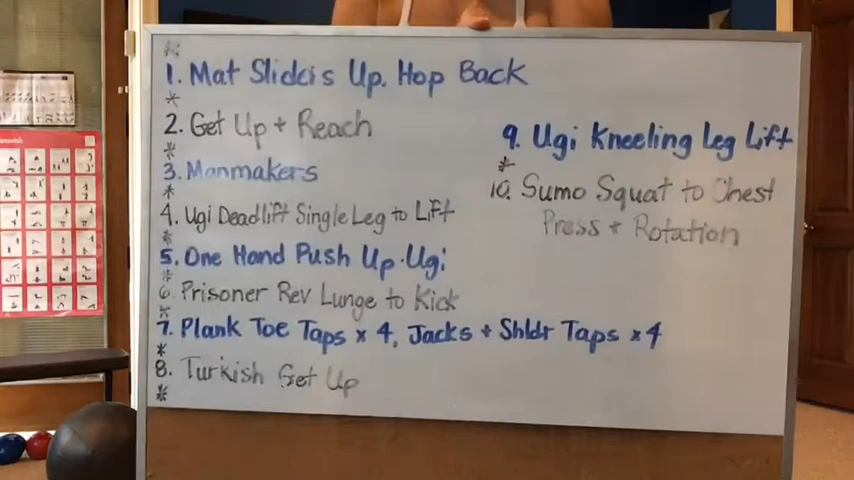 *
1. Mat Sliders Up. Hop Back
*
2. Get Up + Reach
*
3. Manmakers
*
4. Ugi Deadlift Single Leg to Lift
*
5. One Hand Push Up. Ugi
*
6. Prisoner Rev Lunge to Kick
*
7. Plank Toe Taps x 4, Jacks + Shldr Taps x 4
*
8. Turkish Get Up
*
9. Ugi Kneeling Leg Lift
*
10. Sumo Squat to Chest
Press + Rotation